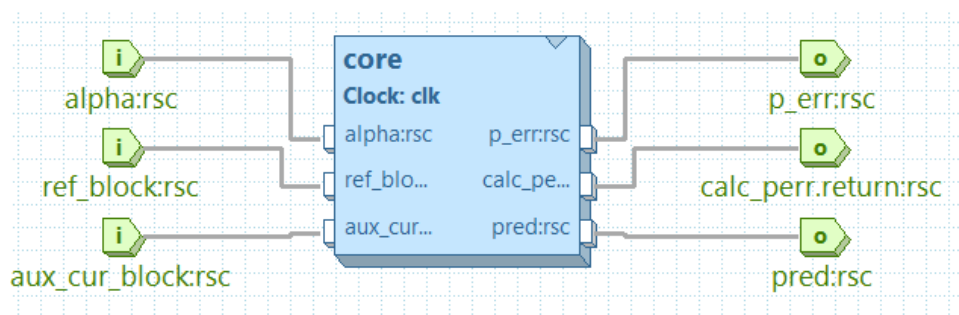 i
alpha:rsc
i
ref_block:rsc
i
aux_cur_block:rsc
core
Clock: clk
alpha:rsc p_err:rsc
ref_blo... calc_pe...
aux_cur... pred:rsc
o
p_err:rsc
o
calc_perr.return:rsc
o
pred:rsc